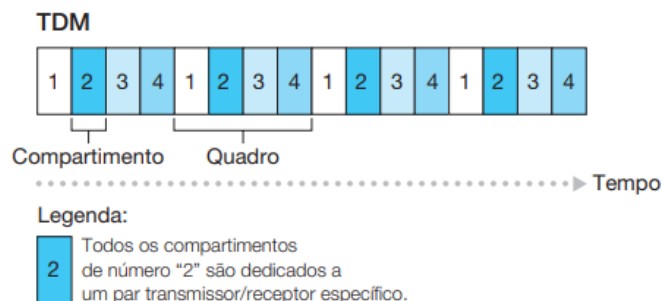 TDM
1 2 3 4 1 2 3 4 1 2 3 4 1 2 3 4
Compartimento Quadro
Tempo
Legenda:
2
Todos os compartimentos
de número “2” são dedicados a
um par transmissor/receptor específico.